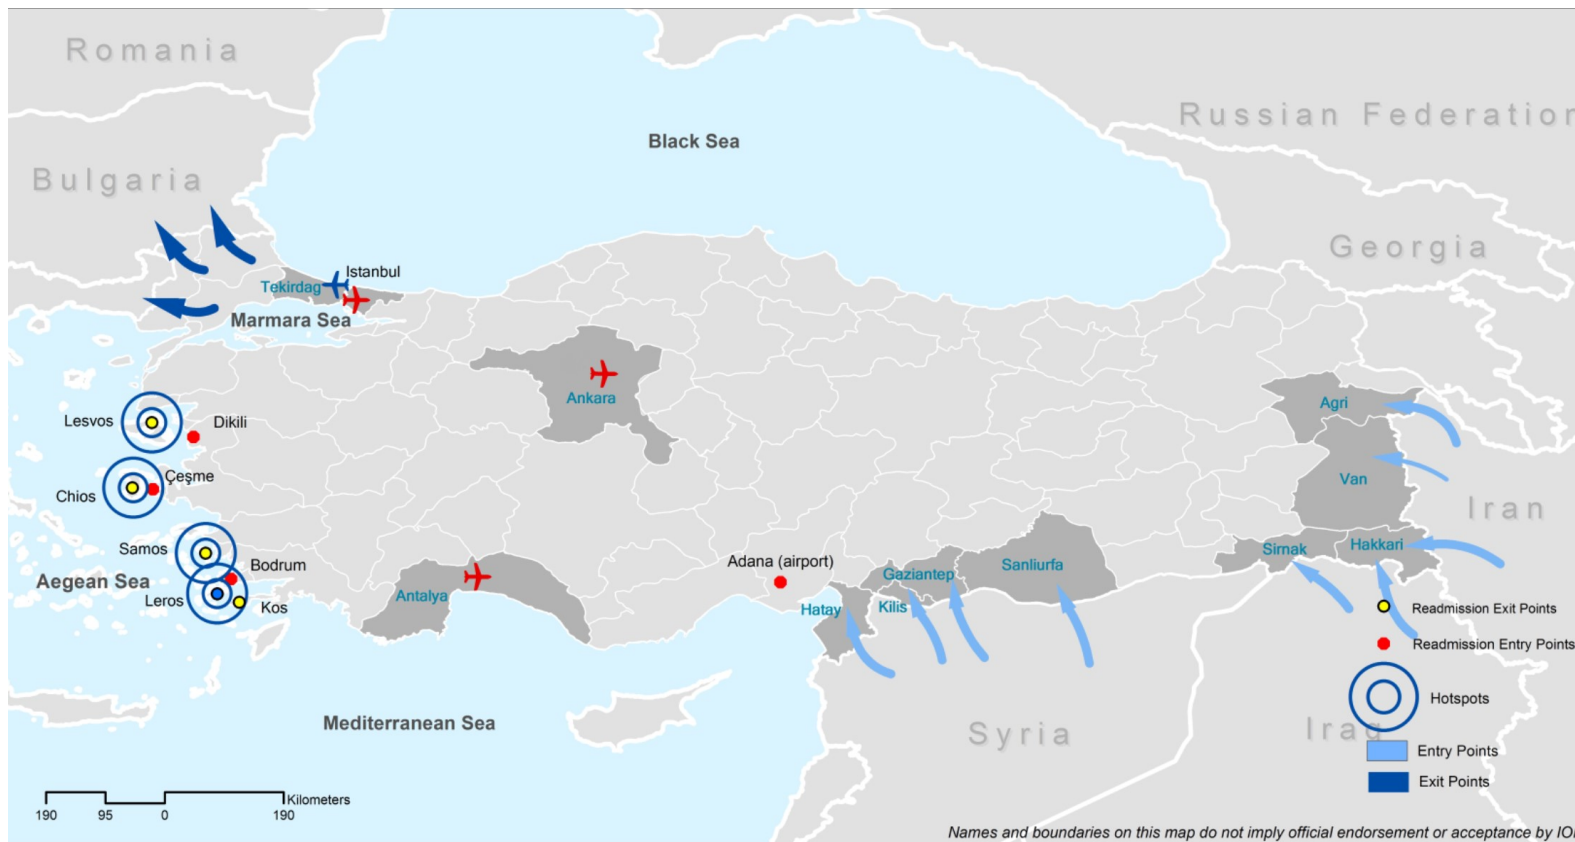 Romania
Russian Federation
Black Sea
Bulgaria
Georgia
Istanbul
Tekirdag
Marmara Sea
Ankara
Agri
Lesvos
Dikili
Çeşme
Chios
Van
Iran
Samos
Bodrum
Aegean Sea
Leros
Kos
Antalya
Adana (airport)
Gaziantep
Sanliurfa
Sirnak
Hakkari
Hatay
Kilis
Readmission Exit Points
Readmission Entry Points
Hotspots
Mediterranean Sea
Syria
Iraq
Entry Points
Exit Points
Kilometers
190 95 0 190
Names and boundaries on this map do not imply official endorsement or acceptance by IO